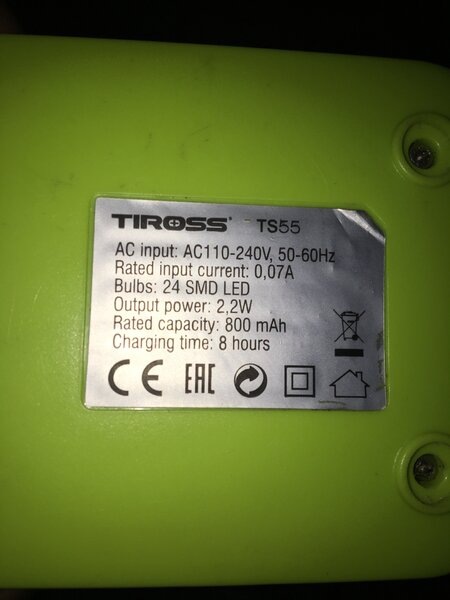 TIROSS TS55
AC input: AC110-240V, 50-60Hz
Rated input current: 0,07A
Bulbs: 24 SMD LED
Output power: 2,2W
Rated capacity: 800 mAh
Charging time: 8 hours
CE EAC